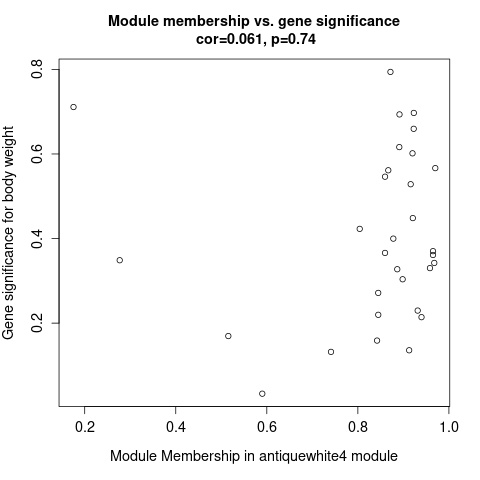 Module membership vs. gene significance
cor=0.061, p=0.74
Gene significance for body weight
0.8
0.6
0.4
0.2
0.2 0.4 0.6 0.8 1.0
Module Membership in antiquewhite4 module